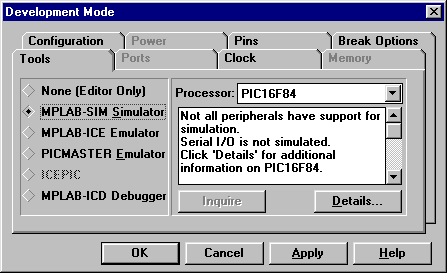 Development Mode
Configuration Power Pins Break Options
Tools Ports Clock Memory
None (Editor Only)
MPLAB-SIM Simulator
MPLAB-ICE Emulator
PICMASTER Emulator
ICEPIC
MPLAB-ICD Debugger
Processor: PIC16F84
Not all peripherals have support for
simulation.
Serial I/O is not simulated.
Click 'Details' for additional
information on PIC16F84.
Inquire Details...
OK Cancel Apply Help